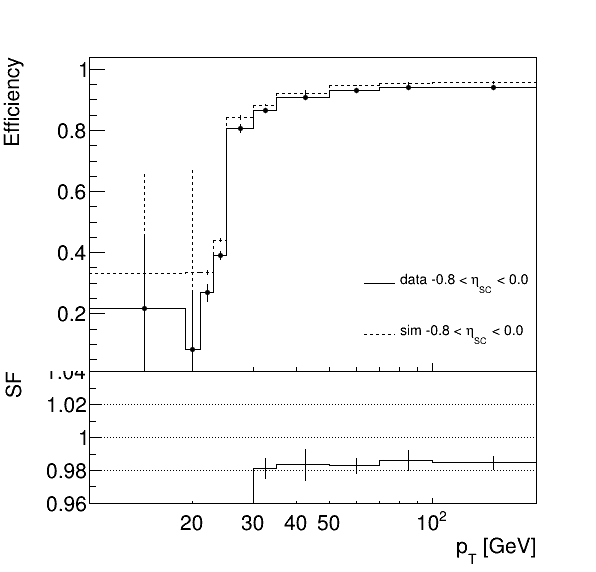 Efficiency
1
0.8
0.6
0.4
0.2
data -0.8 < η_SC < 0.0
sim -0.8 < η_SC < 0.0
SF
1.04
1.02
1
0.98
0.96
20 30 40 50 10²
p_T [GeV]